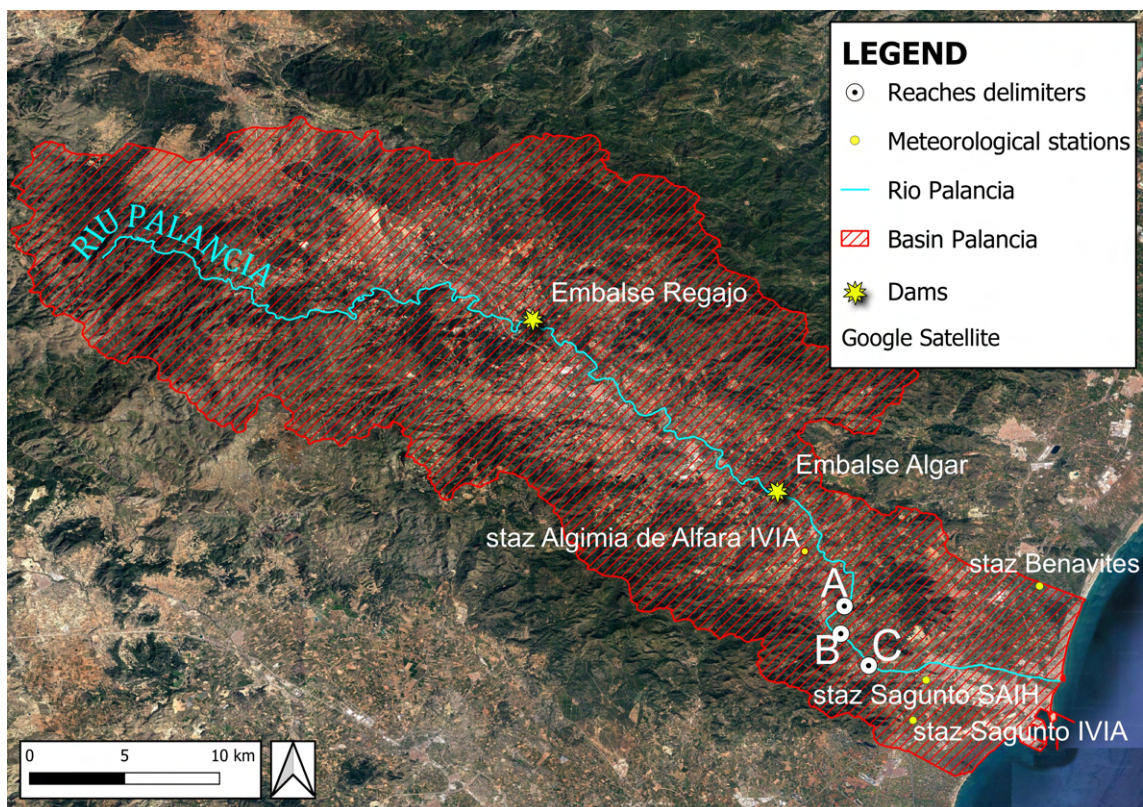 LEGEND
Reaches delimiters
Meteorological stations
Rio Palancia
Basin Palancia
Dams
Google Satellite
RIU PALANCIA
Embalse Regajo
Embalse Algar
staz Algimia de Alfara IVIA
staz Benavites
A
B
C
staz Sagunto SAIH
staz Sagunto IVIA
0 5 10 km